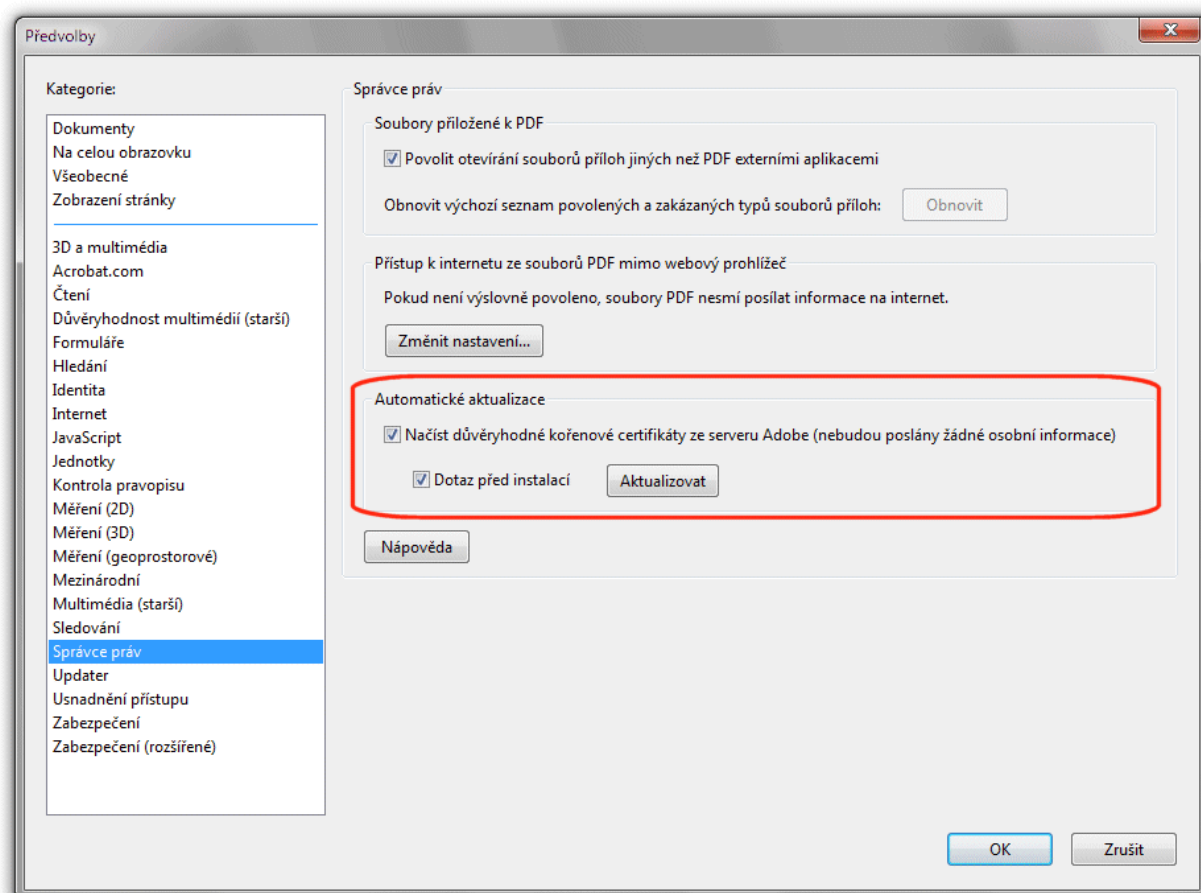 Předvolby
Kategorie:
Dokumenty
Na celou obrazovku
Všeobecné
Zobrazení stránky
3D a multimédia
Acrobat.com
Čtení
Důvěryhodnost multimédií (starší)
Formuláře
Hledání
Identita
Internet
JavaScript
Jednotky
Kontrola pravopisu
Měření (2D)
Měření (3D)
Měření (geoprostorové)
Mezinárodní
Multimédia (starší)
Sledování
Správce práv
Updater
Usnadnění přístupu
Zabezpečení
Zabezpečení (rozšířené)
Správce práv
Soubory přiložené k PDF
Povolit otevírání souborů příloh jiných než PDF externími aplikacemi
Obnovit výchozí seznam povolených a zakázaných typů souborů příloh: Obnovit
Přístup k internetu ze souborů PDF mimo webový prohlížeč
Pokud není výslovně povoleno, soubory PDF nesmí posílat informace na internet.
Změnit nastavení...
Automatické aktualizace
Načíst důvěryhodné kořenové certifikáty ze serveru Adobe (nebudou poslány žádné osobní informace)
Dotaz před instalací Aktualizovat
Nápověda
OK Zrušit